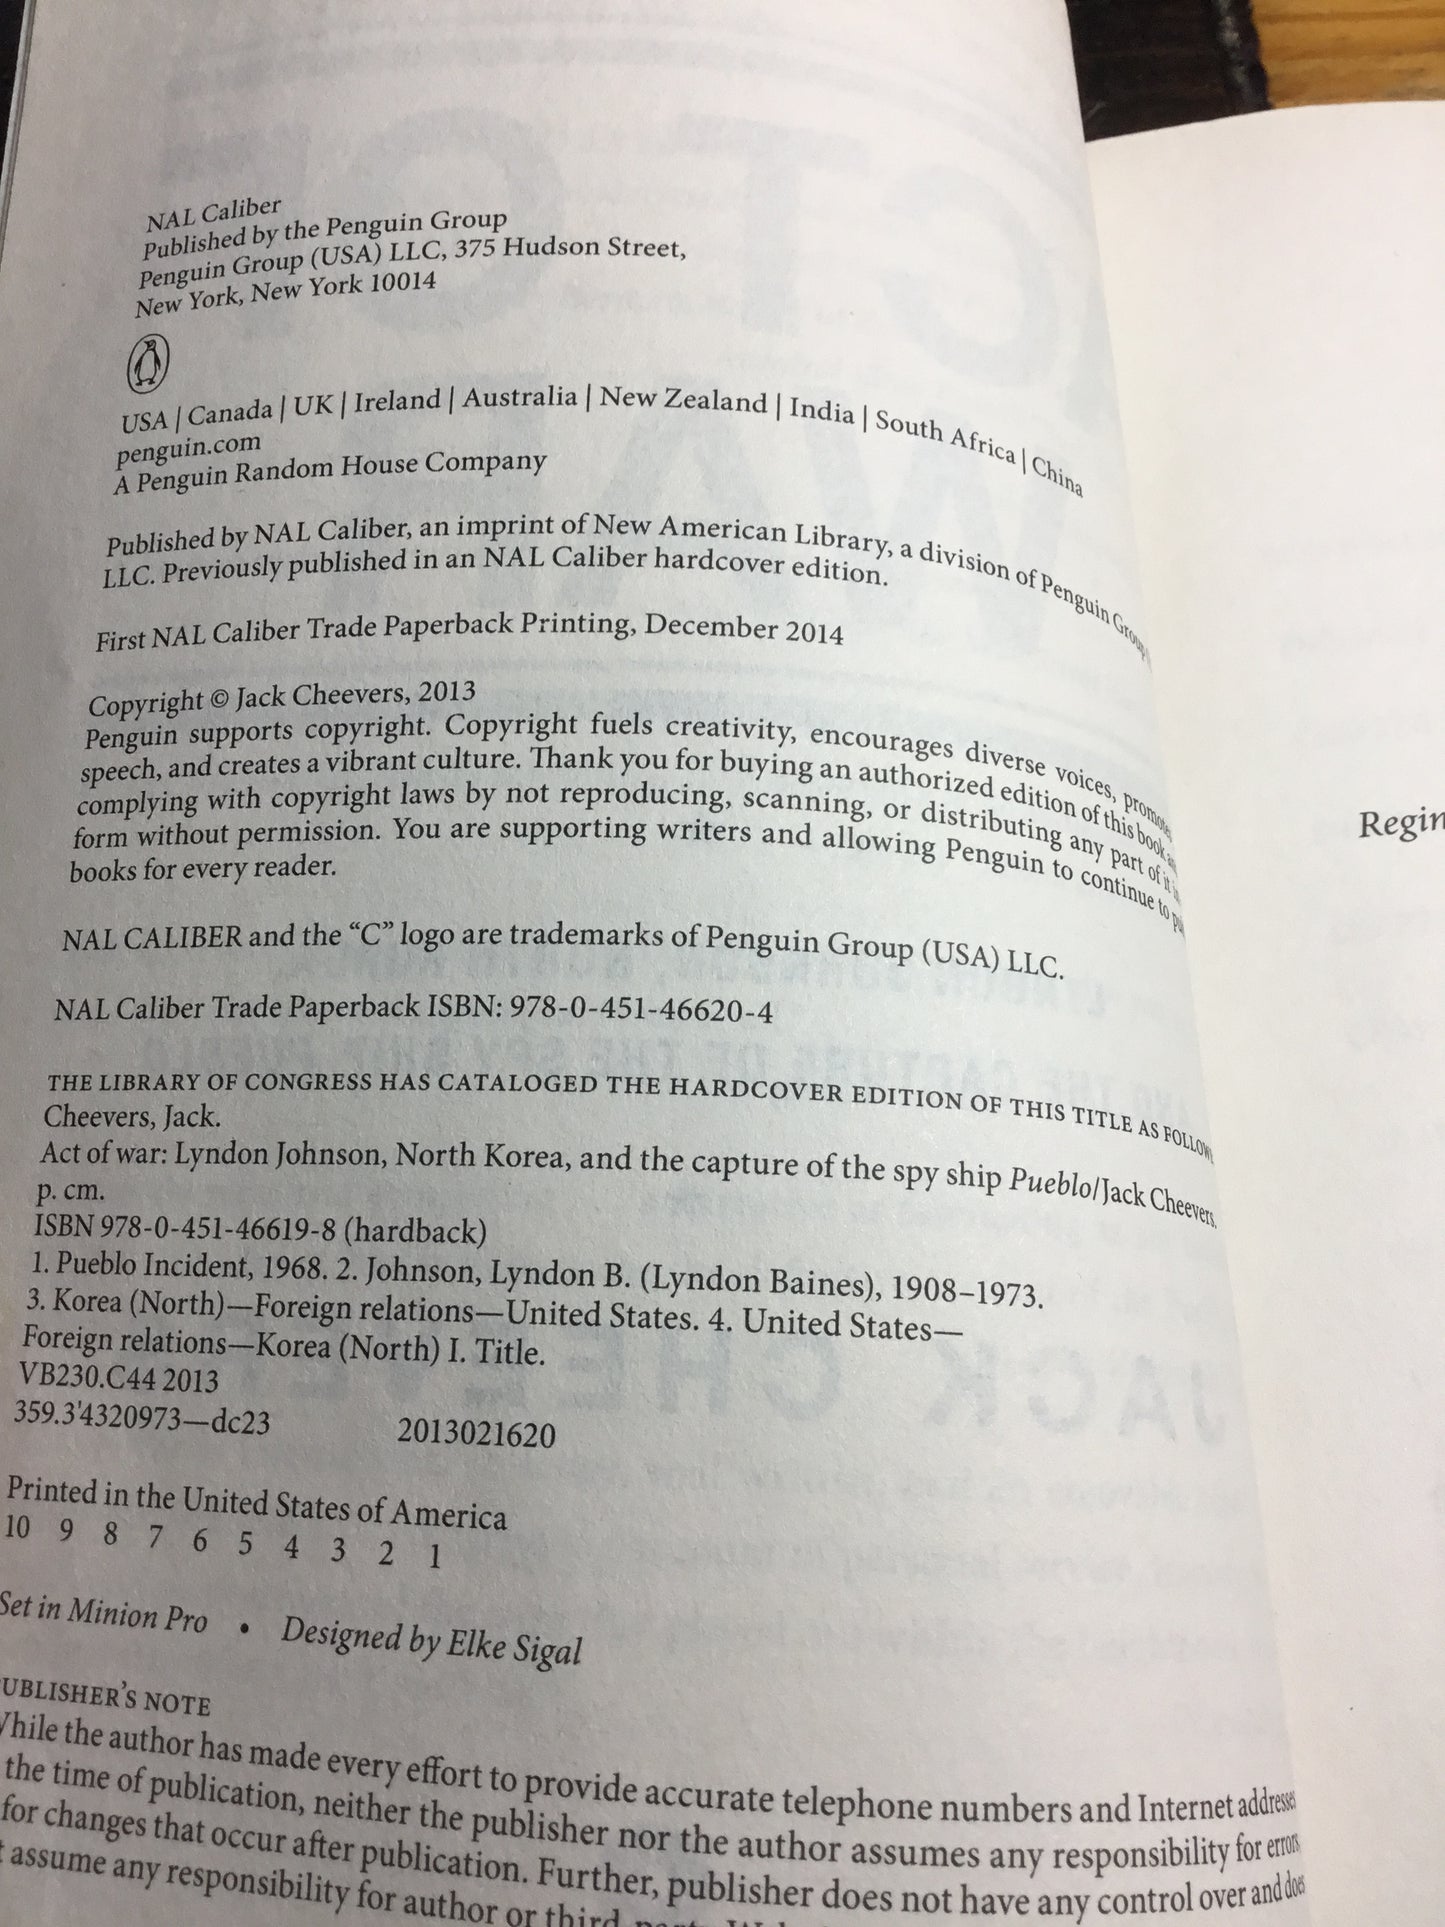 NAL Caliber
Published by the Penguin Group
Penguin Group (USA) LLC, 375 Hudson Street,
New York, New York 10014
USA | Canada | UK | Ireland | Australia | New Zealand | India | South Africa | China
penguin.com
A Penguin Random House Company
Published by NAL Caliber, an imprint of New American Library, a division of Penguin Group
LLC. Previously published in an NAL Caliber hardcover edition.
First NAL Caliber Trade Paperback Printing, December 2014
Copyright © Jack Cheevers, 2013
Penguin supports copyright. Copyright fuels creativity, encourages diverse voices, promotes
speech, and creates a vibrant culture. Thank you for buying an authorized edition of this book
complying with copyright laws by not reproducing, scanning, or distributing any part of it
form without permission. You are supporting writers and allowing Penguin to continue to
books for every reader.
NAL CALIBER and the “C” logo are trademarks of Penguin Group (USA) LLC.
NAL Caliber Trade Paperback ISBN: 978-0-451-46620-4
THE LIBRARY OF CONGRESS HAS CATALOGED THE HARDCOVER EDITION OF THIS TITLE AS FOLLOW
Cheevers, Jack.
Act of war: Lyndon Johnson, North Korea, and the capture of the spy ship Pueblo/Jack Cheevers.
p. cm.
ISBN 978-0-451-46619-8 (hardback)
1. Pueblo Incident, 1968. 2. Johnson, Lyndon B. (Lyndon Baines), 1908–1973.
3. Korea (North)—Foreign relations—United States. 4. United States—
Foreign relations—Korea (North) I. Title.
VB230.C44 2013
359.3'4320973—dc23 2013021620
Printed in the United States of America
10 9 8 7 6 5 4 3 2 1
Set in Minion Pro • Designed by Elke Sigal
UBLISHER'S NOTE
While the author has made every effort to provide accurate telephone numbers and Internet addresses
the time of publication, neither the publisher nor the author assumes any responsibility for errors
for changes that occur after publication. Further, publisher does not have any control over and does
assume any responsibility for author or third
Regin